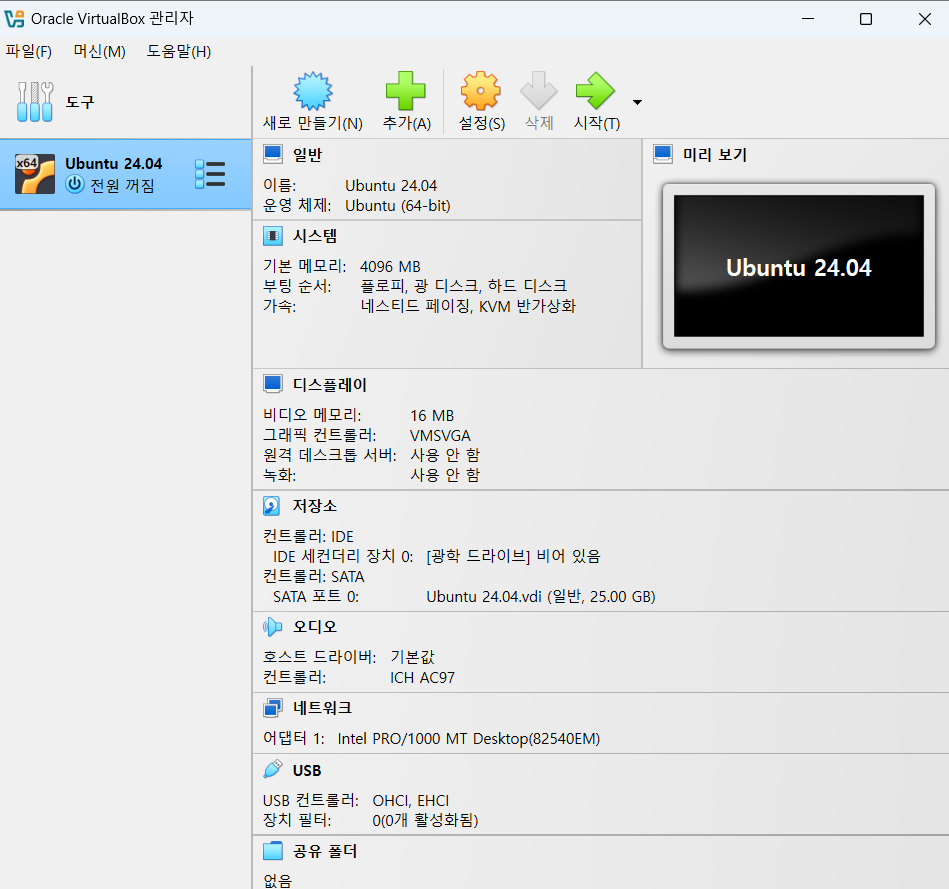 Oracle VirtualBox 관리자
파일(F) 머신(M) 도움말(H)
도구
새로 만들기(N) 추가(A) 설정(S) 삭제 시작(T)
x64
Ubuntu 24.04
전원 꺼짐
일반
이름: Ubuntu 24.04
운영 체제: Ubuntu (64-bit)
미리 보기
Ubuntu 24.04
시스템
기본 메모리: 4096 MB
부팅 순서: 플로피, 광 디스크, 하드 디스크
가속: 네스티드 페이징, KVM 반가상화
디스플레이
비디오 메모리: 16 MB
그래픽 컨트롤러: VMSVGA
원격 데스크톱 서버: 사용 안 함
녹화: 사용 안 함
저장소
컨트롤러: IDE
IDE 세컨더리 장치 0: [광학 드라이브] 비어 있음
컨트롤러: SATA
SATA 포트 0: Ubuntu 24.04.vdi (일반, 25.00 GB)
오디오
호스트 드라이버: 기본값
컨트롤러: ICH AC97
네트워크
어댑터 1: Intel PRO/1000 MT Desktop(82540EM)
USB
USB 컨트롤러: OHCI, EHCI
장치 필터: 0(0개 활성화됨)
공유 폴더
없음